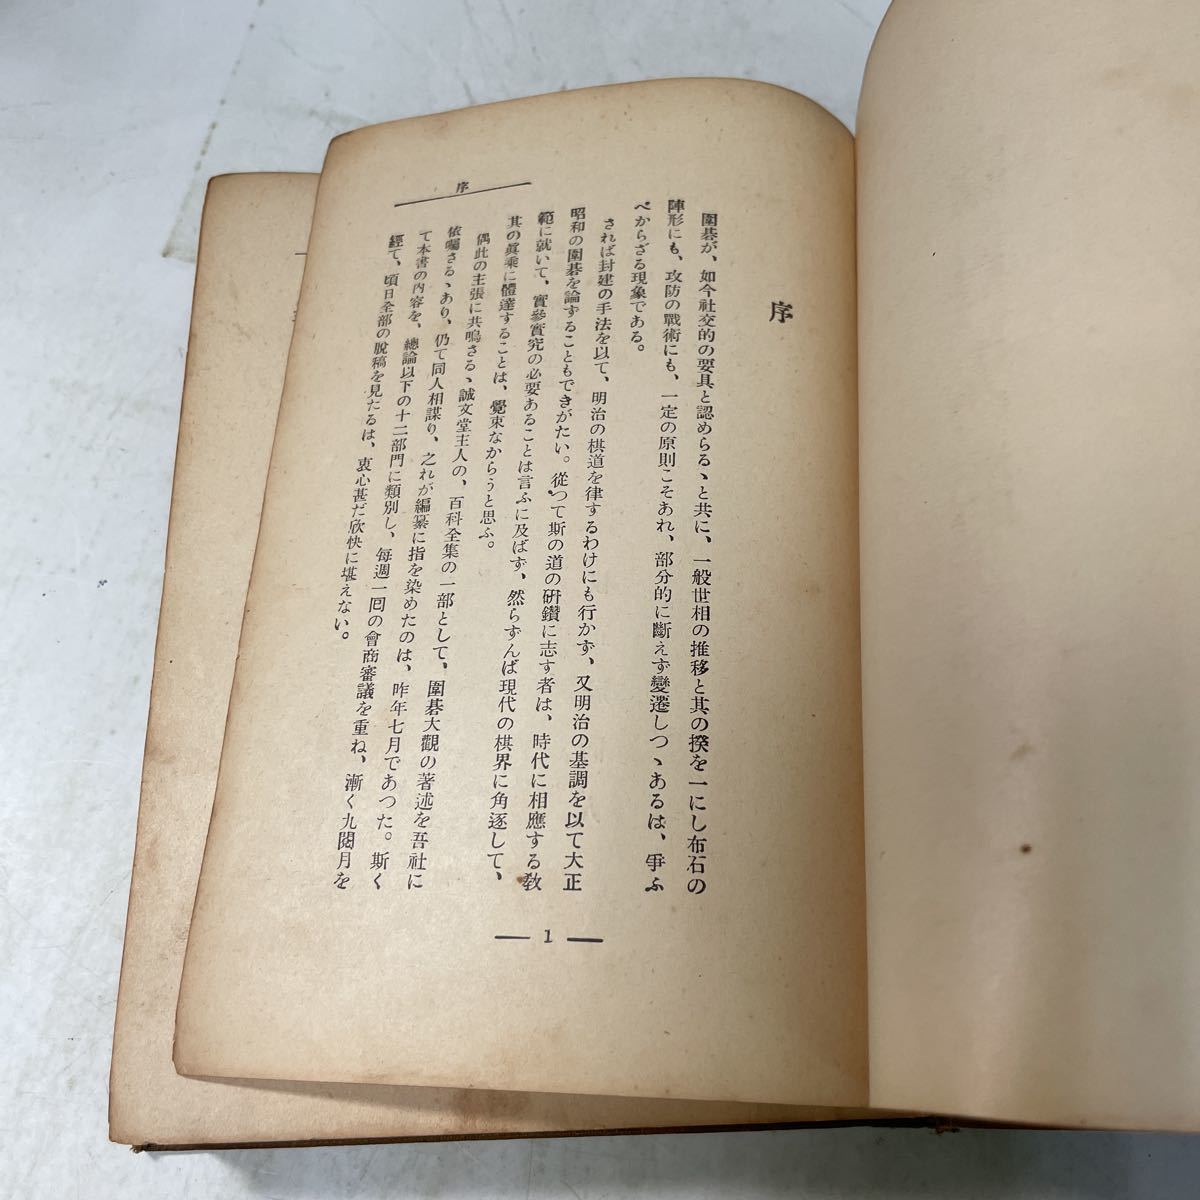 序
序
圍碁が、如今社交的の要具と認めらるゝと共に、一般世相の推移と其の揆を一にし布石の
陣形にも、攻防の戰術にも、一定の原則こそあれ、部分的に斷えず變遷しつゝあるは、爭ふ
べからざる現象である。
されば封建の手法を以て、明治の棋道を律するわけにも行かず、又明治の基調を以て大正
昭和の圍碁を論ずることもできがたい。從つて斯の道の硏鑽に志す者は、時代に相應する敎
範に就いて、實參實究の必要あることは言ふに及ばず、然らずんば現代の棋界に角逐して、
其の眞乘に體達することは、覺束なからうと思ふ。
偶此の主張に共鳴さるゝ誠文堂主人の、百科全集の一部として、圍碁大觀の著述を吾社に
依囑さるゝあり、仍て同人相謀り、之れが編纂に指を染めたのは、昨年七月であつた。斯く
て本書の内容を、總論以下の十二部門に類別し、每週一囘の會商審議を重ね、漸く九閱月を
經て、頃日全部の脫稿を見たるは、衷心甚だ欣快に堪えない。
1